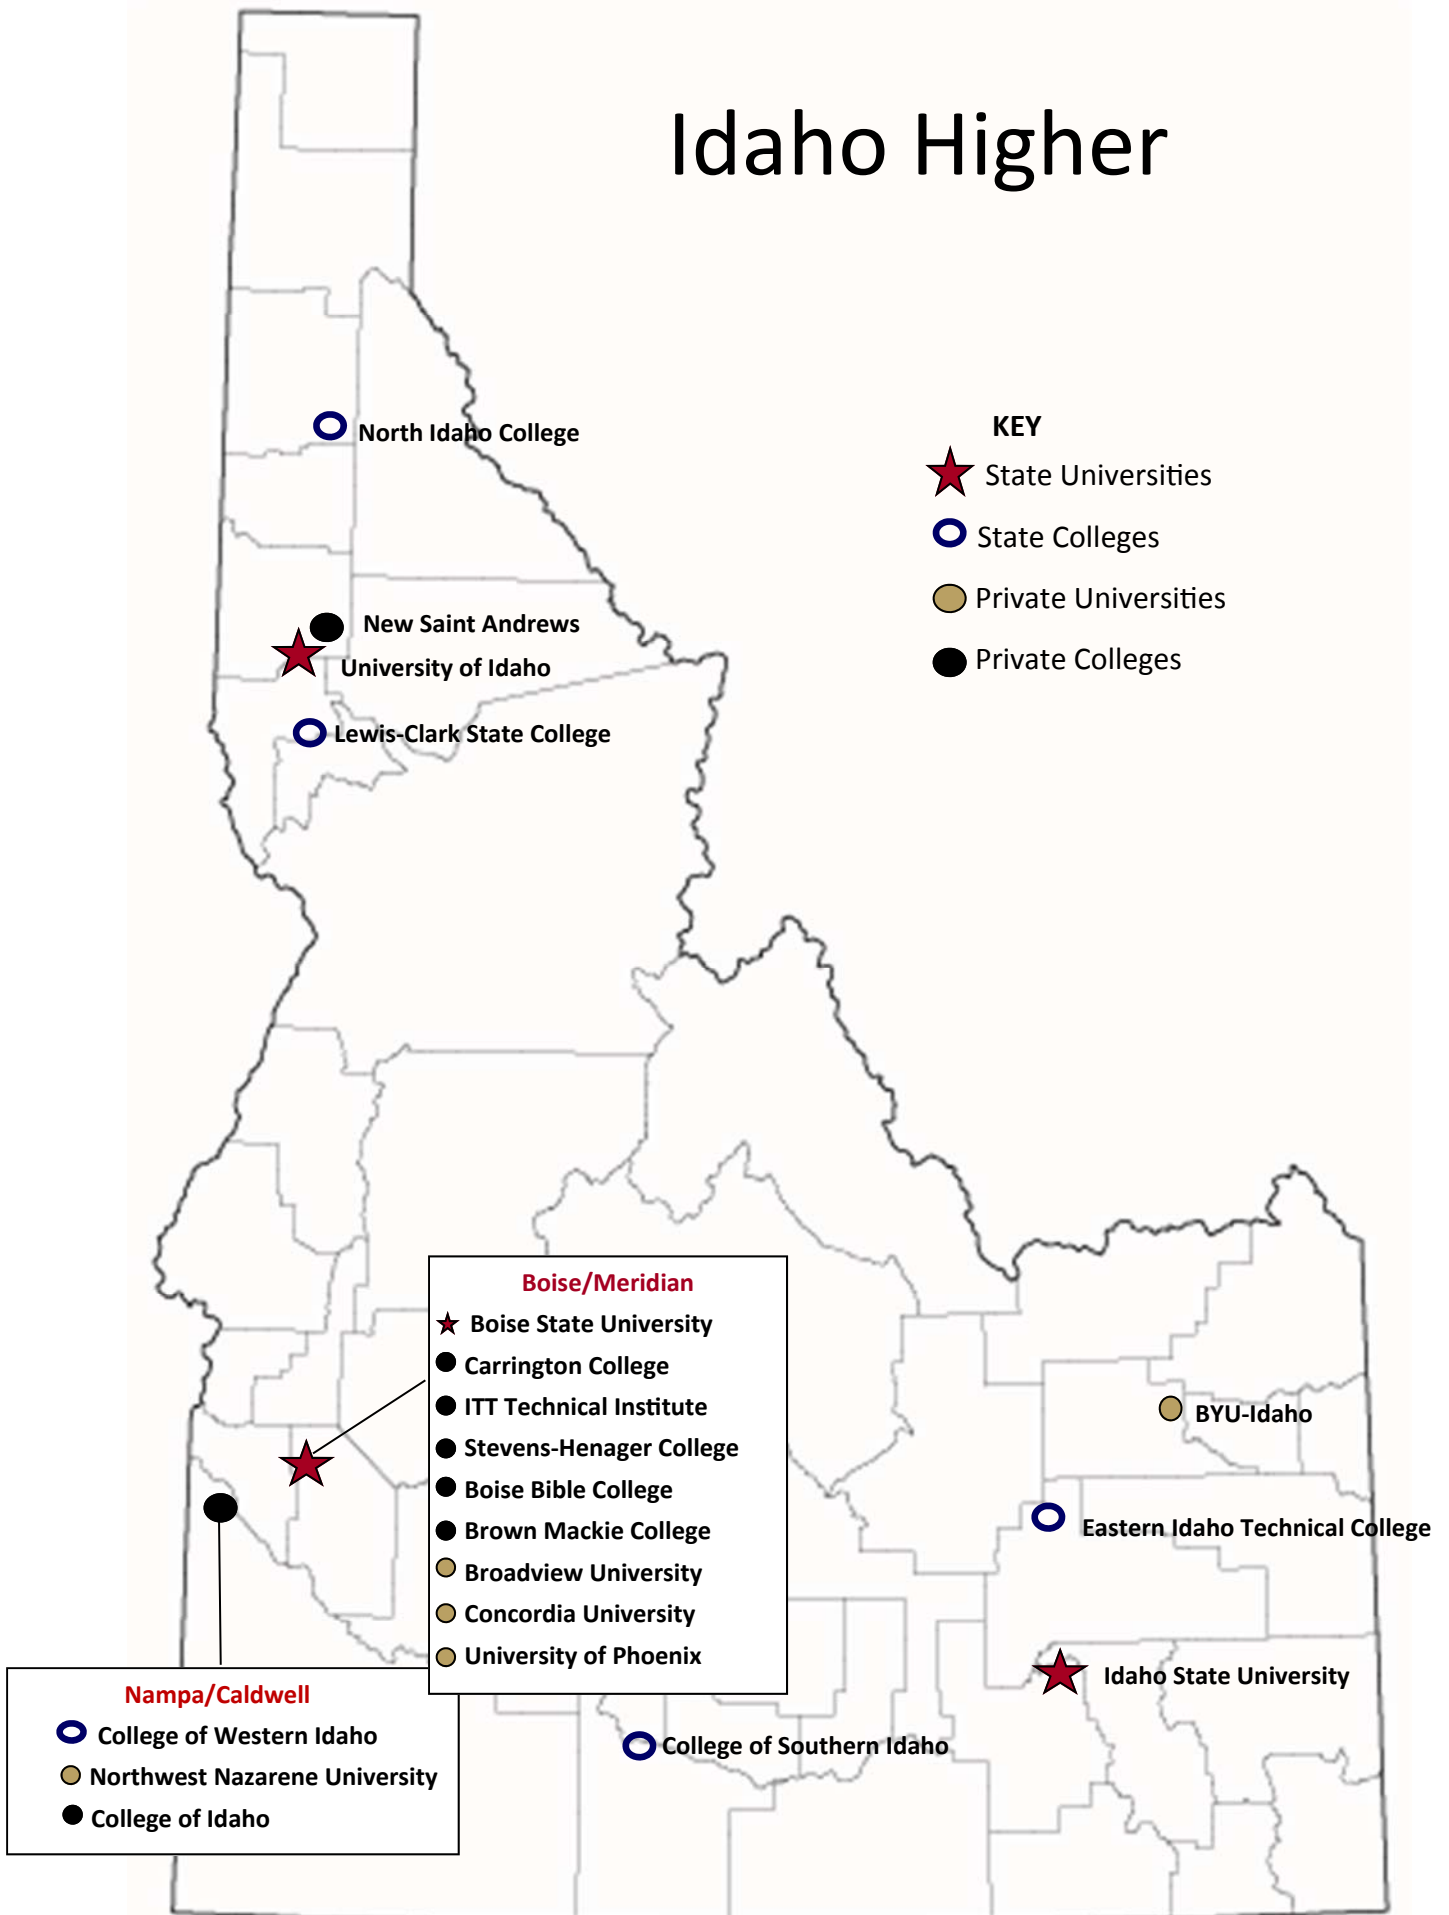 Idaho Higher
KEY
State Universities
State Colleges
Private Universities
Private Colleges
North Idaho College
New Saint Andrews
University of Idaho
Lewis-Clark State College
Boise/Meridian
Boise State University
Carrington College
ITT Technical Institute
Stevens-Henager College
Boise Bible College
Brown Mackie College
Broadview University
Concordia University
University of Phoenix
BYU-Idaho
Eastern Idaho Technical College
Idaho State University
College of Southern Idaho
Nampa/Caldwell
College of Western Idaho
Northwest Nazarene University
College of Idaho